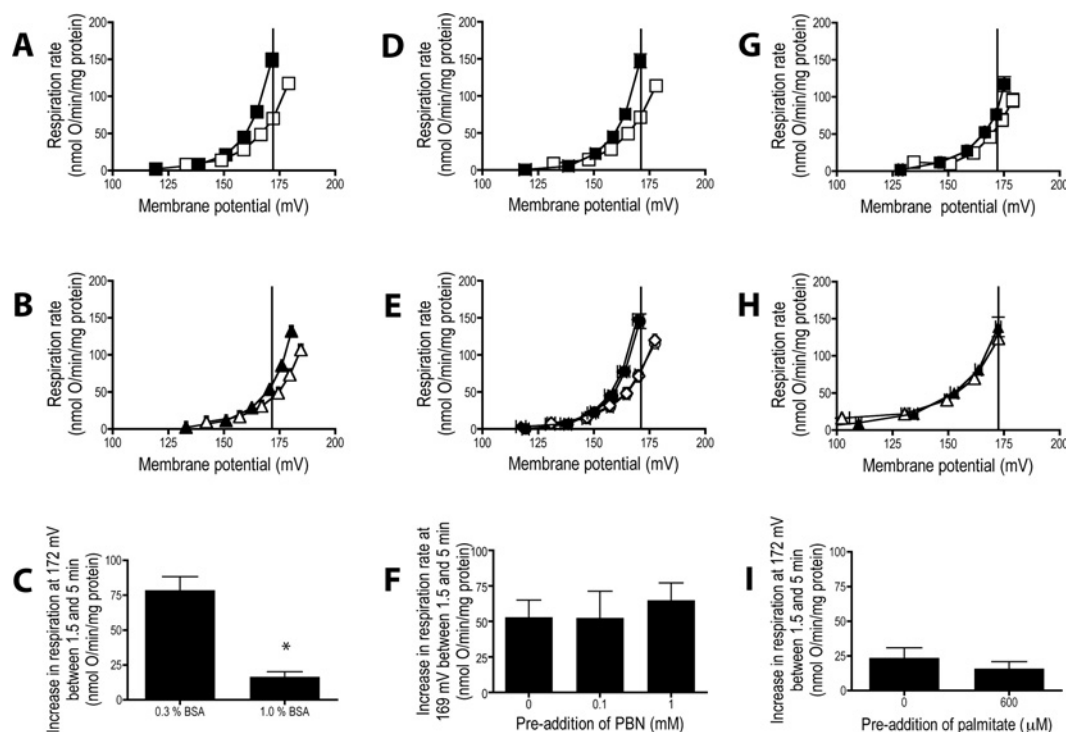 A
Respiration rate
(nmol O/min/mg protein)
200
150
100
50
0
100
125
150
175
200
Membrane potential (mV)
D
Respiration rate
(nmol O/min/mg protein)
200
150
100
50
0
100
125
150
175
200
Membrane potential (mV)
G
Respiration rate
(nmol O/min/mg protein)
200
150
100
50
0
100
125
150
175
200
Membrane potential (mV)
B
Respiration rate
(nmol O/min/mg protein)
200
150
100
50
0
100
125
150
175
200
Membrane potential (mV)
E
Respiration rate
(nmol O/min/mg protein)
200
150
100
50
0
100
125
150
175
200
Membrane potential (mV)
H
Respiration rate
(nmol O/min/mg protein)
200
150
100
50
0
100
125
150
175
200
Membrane potential (mV)
C
Increase in respiration at 172 mV
between 1.5 and 5 min
(nmol O/min/mg protein)
100
75
50
25
0
*
0.3 % BSA
1.0 % BSA
F
Increase in respiration rate at
169 mV between 1.5 and 5 min
(nmol O/min/mg protein)
100
75
50
25
0
0
0.1
1
Pre-addition of PBN (mM)
I
Increase in respiration at 172 mV
between 1.5 and 5 min
(nmol O/min/mg protein)
100
75
50
25
0
0
600
Pre-addition of palmitate (μM)